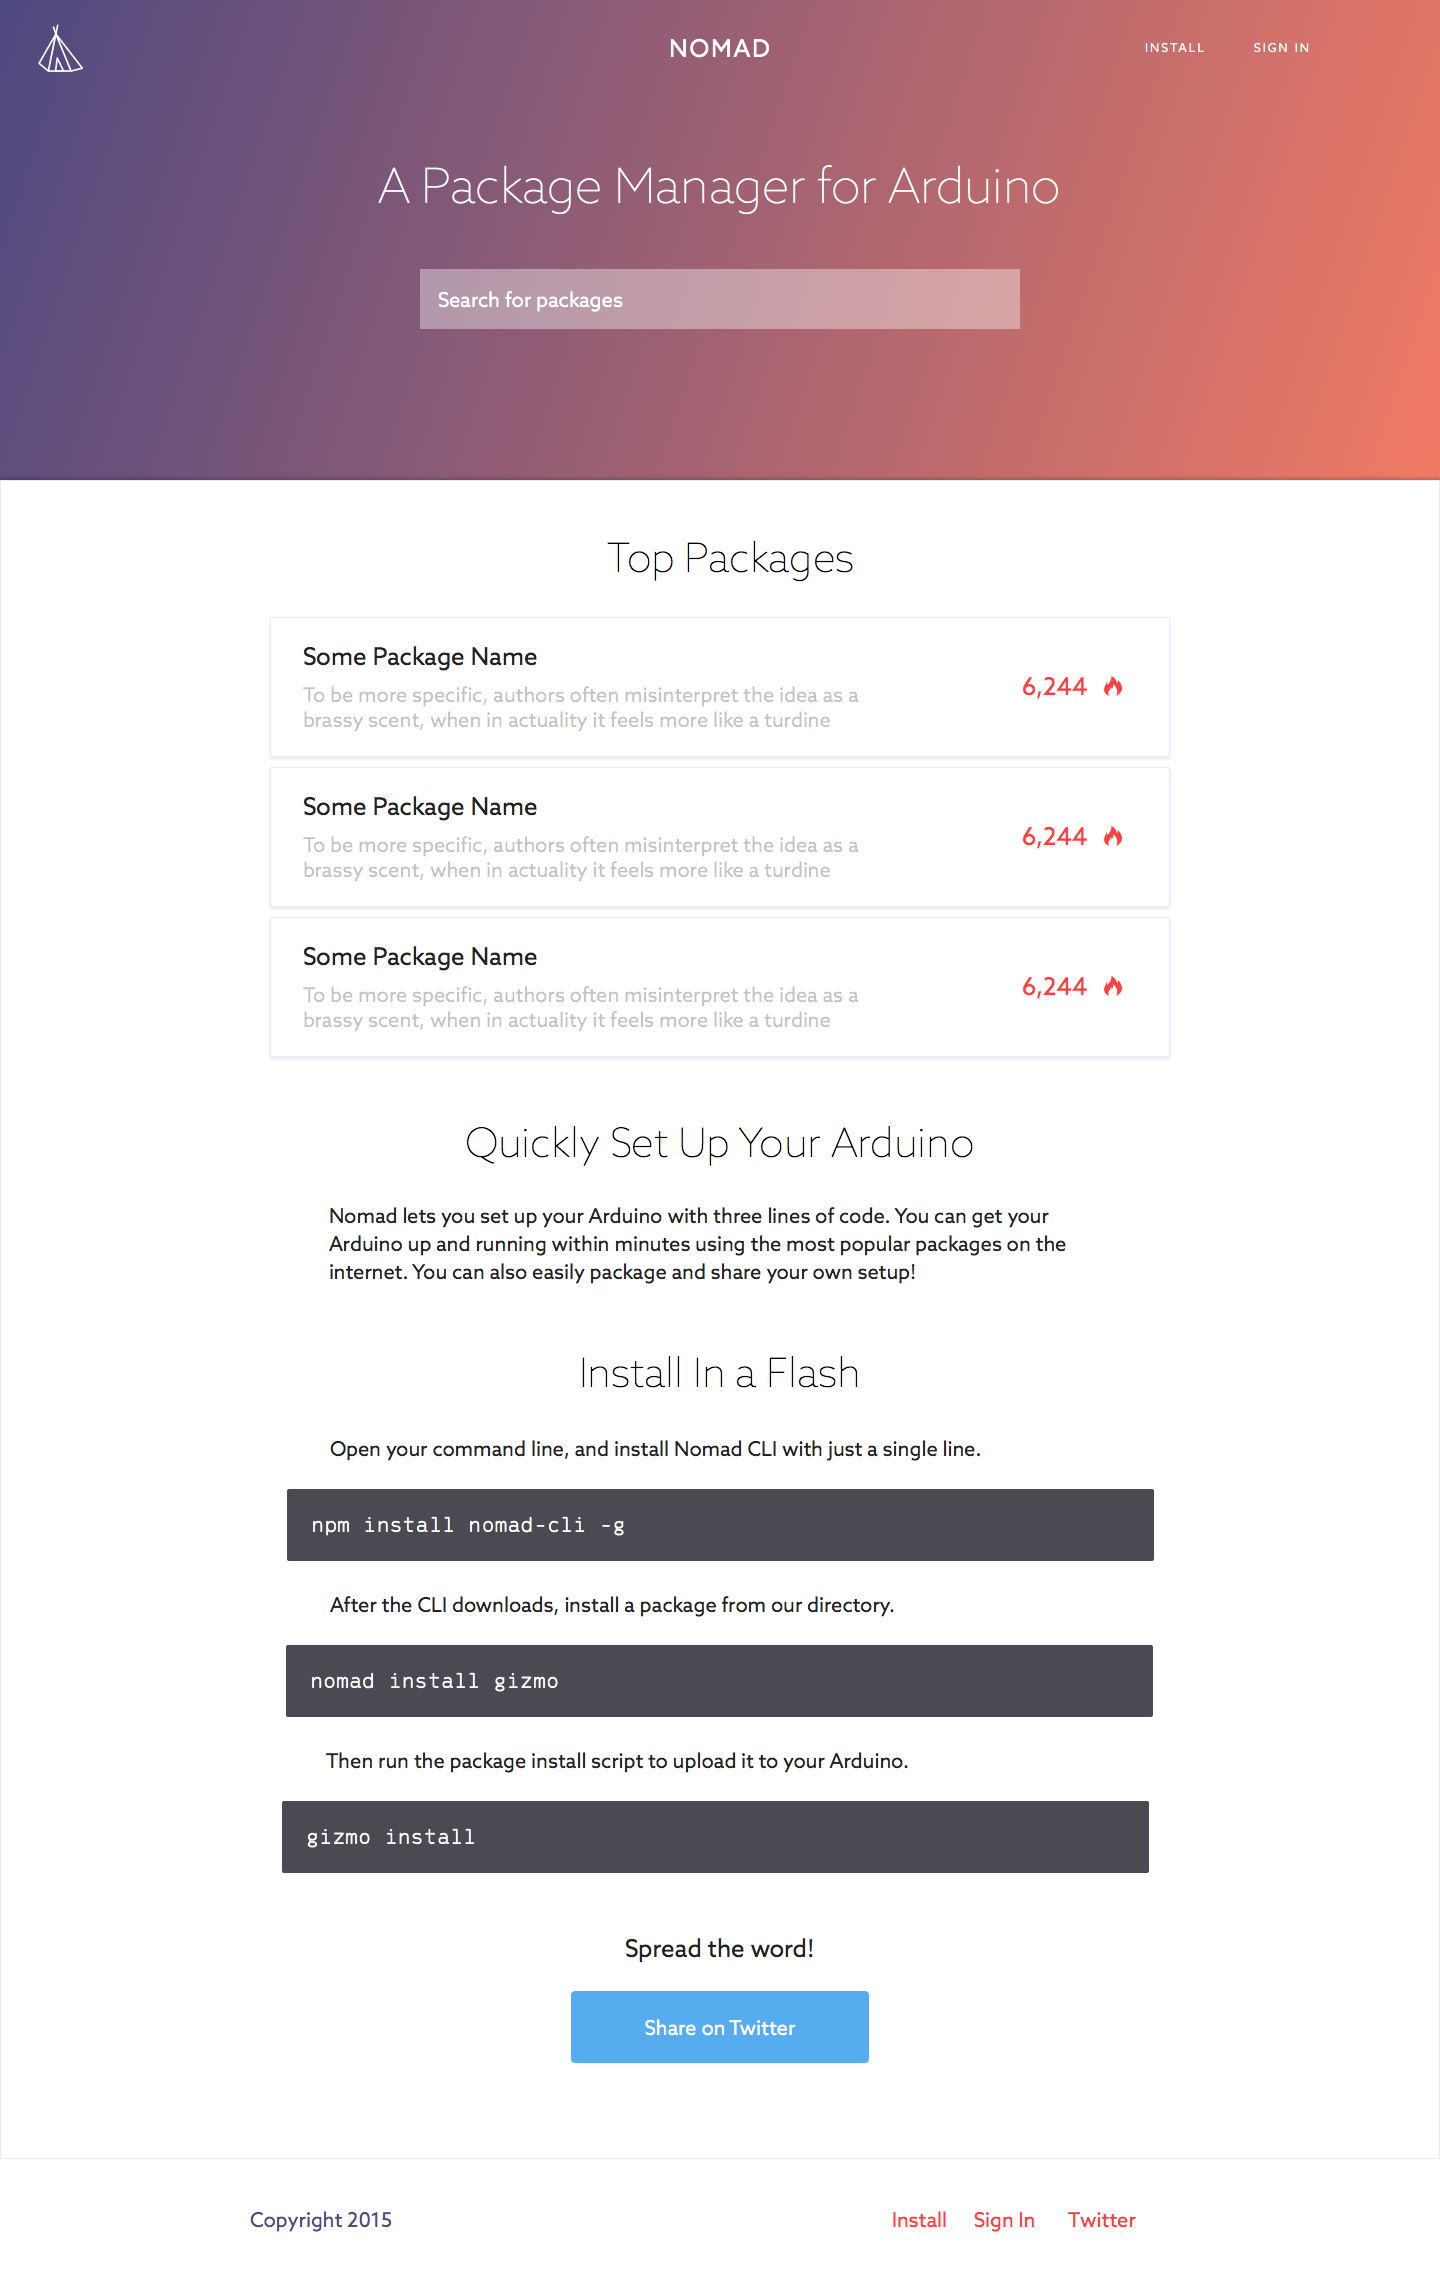 NOMAD
INSTALL
SIGN IN
A Package Manager for Arduino
Search for packages
Top Packages
Some Package Name
To be more specific, authors often misinterpret the idea as a
brassy scent, when in actuality it feels more like a turdine
6,244
Some Package Name
To be more specific, authors often misinterpret the idea as a
brassy scent, when in actuality it feels more like a turdine
6,244
Some Package Name
To be more specific, authors often misinterpret the idea as a
brassy scent, when in actuality it feels more like a turdine
6,244
Quickly Set Up Your Arduino
Nomad lets you set up your Arduino with three lines of code. You can get your
Arduino up and running within minutes using the most popular packages on the
internet. You can also easily package and share your own setup!
Install In a Flash
Open your command line, and install Nomad CLI with just a single line.
npm install nomad-cli -g
After the CLI downloads, install a package from our directory.
nomad install gizmo
Then run the package install script to upload it to your Arduino.
gizmo install
Spread the word!
Share on Twitter
Copyright 2015
Install
Sign In
Twitter